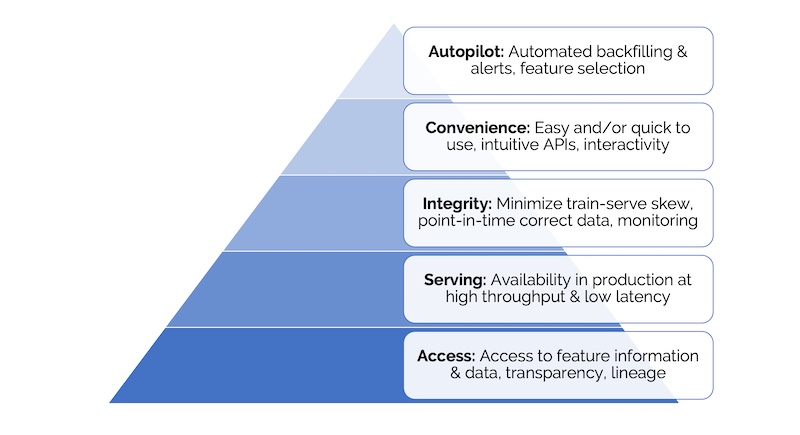 Autopilot: Automated backfilling &
alerts, feature selection
Convenience: Easy and/or quick to
use, intuitive APIs, interactivity
Integrity: Minimize train-serve skew,
point-in-time correct data, monitoring
Serving: Availability in production at
high throughput & low latency
Access: Access to feature information
& data, transparency, lineage